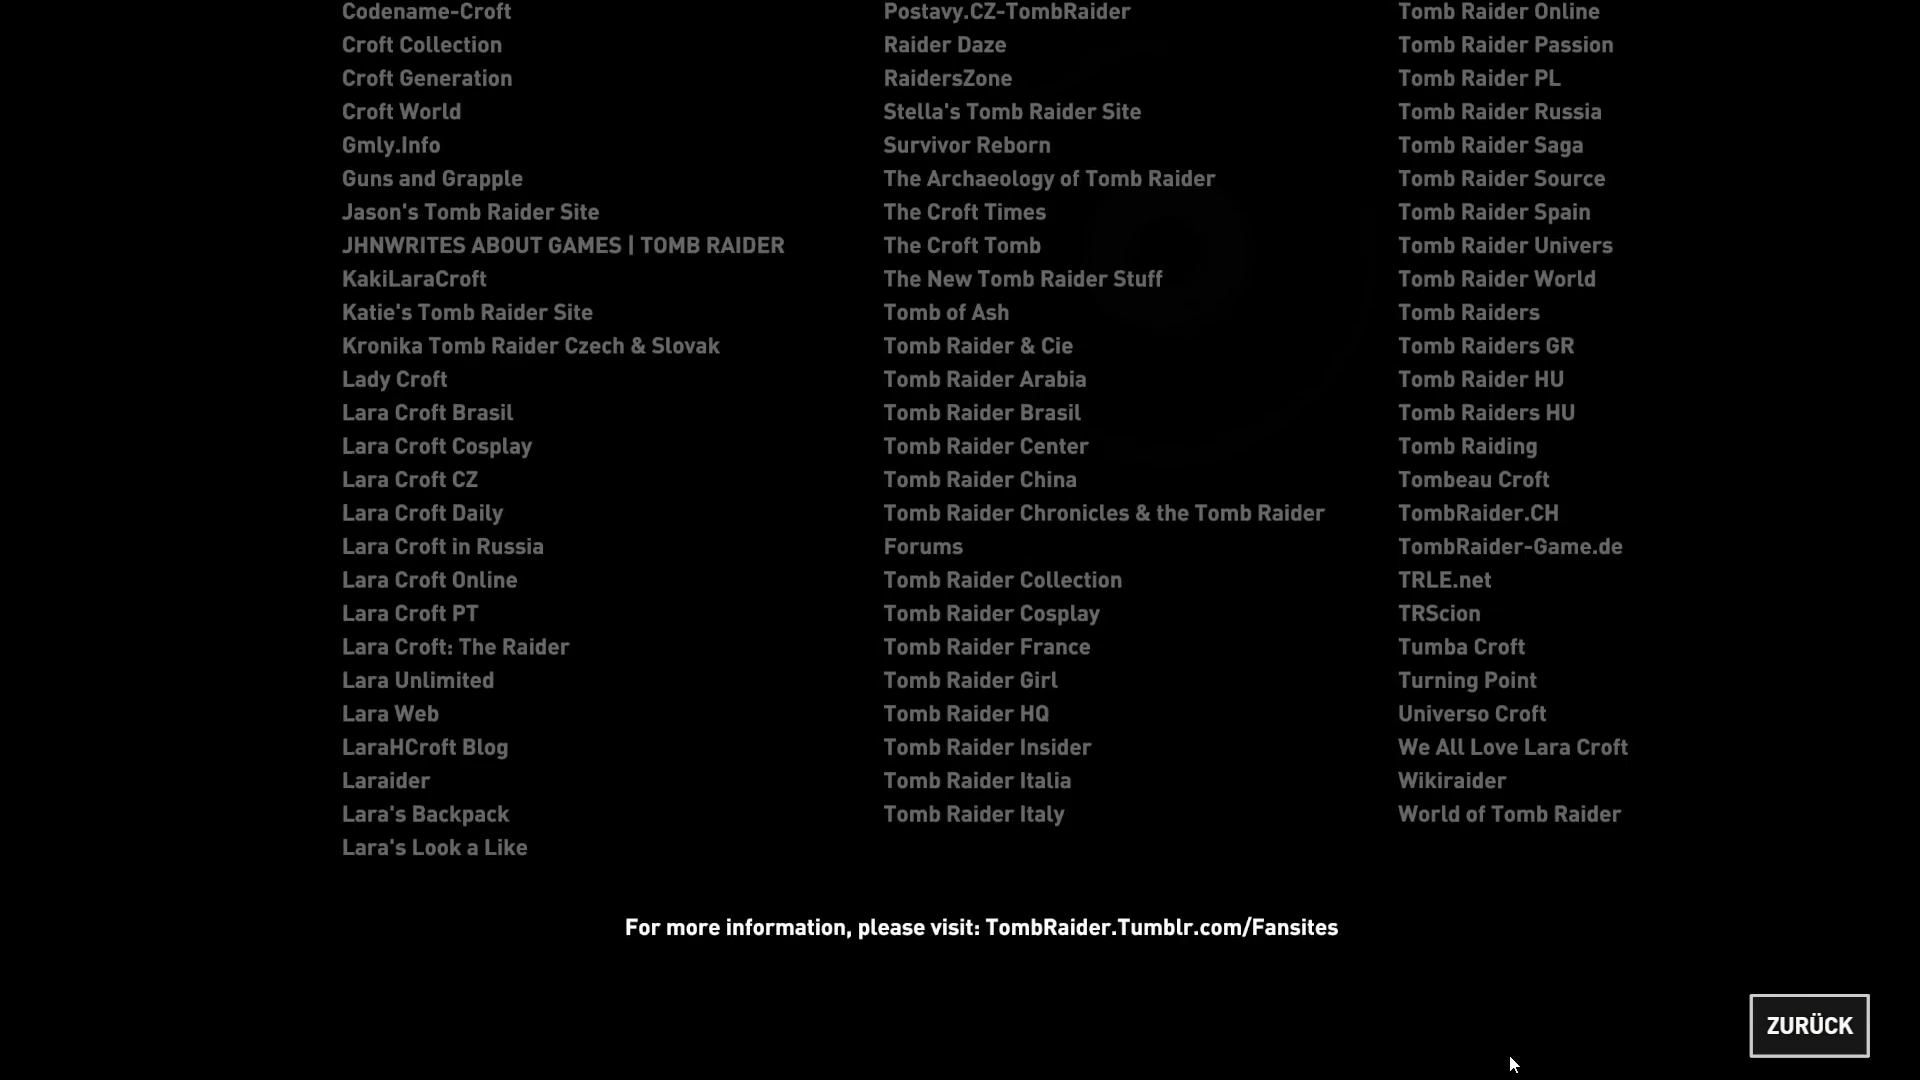 Codename-Croft
Croft Collection
Croft Generation
Croft World
Gmly.Info
Guns and Grapple
Jason's Tomb Raider Site
JHNWRITES ABOUT GAMES | TOMB RAIDER
KakiLaraCroft
Katie's Tomb Raider Site
Kronika Tomb Raider Czech & Slovak
Lady Croft
Lara Croft Brasil
Lara Croft Cosplay
Lara Croft CZ
Lara Croft Daily
Lara Croft in Russia
Lara Croft Online
Lara Croft PT
Lara Croft: The Raider
Lara Unlimited
Lara Web
LaraHCroft Blog
Laraider
Lara's Backpack
Lara's Look a Like
Postavy.CZ-TombRaider
Raider Daze
RaidersZone
Stella's Tomb Raider Site
Survivor Reborn
The Archaeology of Tomb Raider
The Croft Times
The Croft Tomb
The New Tomb Raider Stuff
Tomb of Ash
Tomb Raider & Cie
Tomb Raider Arabia
Tomb Raider Brasil
Tomb Raider Center
Tomb Raider China
Tomb Raider Chronicles & the Tomb Raider
Forums
Tomb Raider Collection
Tomb Raider Cosplay
Tomb Raider France
Tomb Raider Girl
Tomb Raider HQ
Tomb Raider Insider
Tomb Raider Italia
Tomb Raider Italy
Tomb Raider Online
Tomb Raider Passion
Tomb Raider PL
Tomb Raider Russia
Tomb Raider Saga
Tomb Raider Source
Tomb Raider Spain
Tomb Raider Univers
Tomb Raider World
Tomb Raiders
Tomb Raiders GR
Tomb Raider HU
Tomb Raiders HU
Tomb Raiding
Tombeau Croft
TombRaider.CH
TombRaider-Game.de
TRLE.net
TRScion
Tumba Croft
Turning Point
Universo Croft
We All Love Lara Croft
Wikiraider
World of Tomb Raider
For more information, please visit: TombRaider.Tumblr.com/Fansites
ZURÜCK